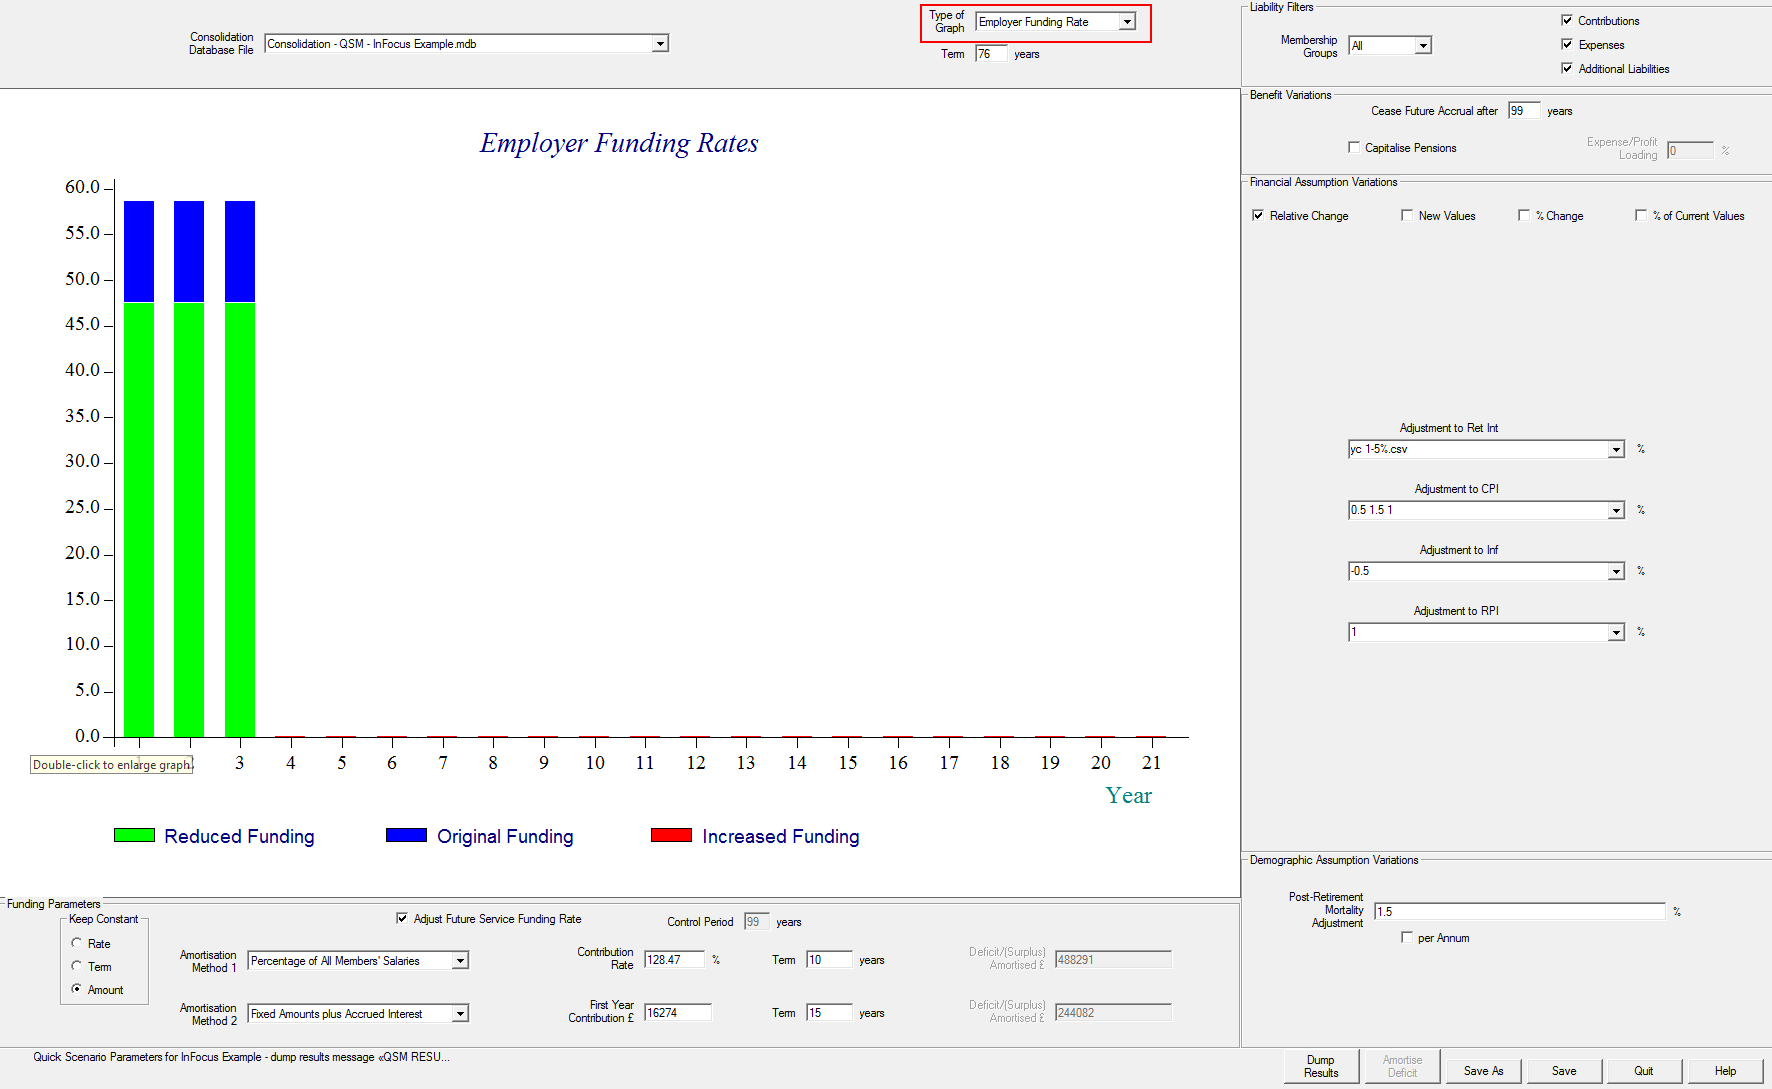 Consolidation
Database File
Consolidation - QSM - InFocus Example.mdb
Type of
Graph
Employer Funding Rate
Term
76
years
Liability Filters
Membership
Groups
All
Contributions
Expenses
Additional Liabilities
Benefit Variations
Cease Future Accrual after
99
years
Capitalise Pensions
Expense/Profit
Loading
0
%
Financial Assumption Variations
Relative Change
New Values
% Change
% of Current Values
Adjustment to Ret Int
yc 1-5%.csv
%
Adjustment to CPI
0.5 1.5 1
%
Adjustment to Inf
-0.5
%
Adjustment to RPI
1
%
Employer Funding Rates
60.0
55.0
50.0
45.0
40.0
35.0
30.0
25.0
20.0
15.0
10.0
5.0
0.0
Double-click to enlarge graph
3 4 5 6 7 8 9 10 11 12 13 14 15 16 17 18 19 20 21
Year
Reduced Funding
Original Funding
Increased Funding
Demographic Assumption Variations
Post-Retirement
Mortality
Adjustment
1.5
%
per Annum
Funding Parameters
Keep Constant
Rate
Term
Amount
Adjust Future Service Funding Rate
Control Period
99
years
Amortisation
Method 1
Percentage of All Members' Salaries
Contribution
Rate
128.47
%
Term
10
years
Deficit/(Surplus)
Amortised £
488291
Amortisation
Method 2
Fixed Amounts plus Accrued Interest
First Year
Contribution £
16274
Term
15
years
Deficit/(Surplus)
Amortised £
244082
Quick Scenario Parameters for InFocus Example - dump results message «QSM RESU...
Dump
Results
Amortise
Deficit
Save As
Save
Quit
Help